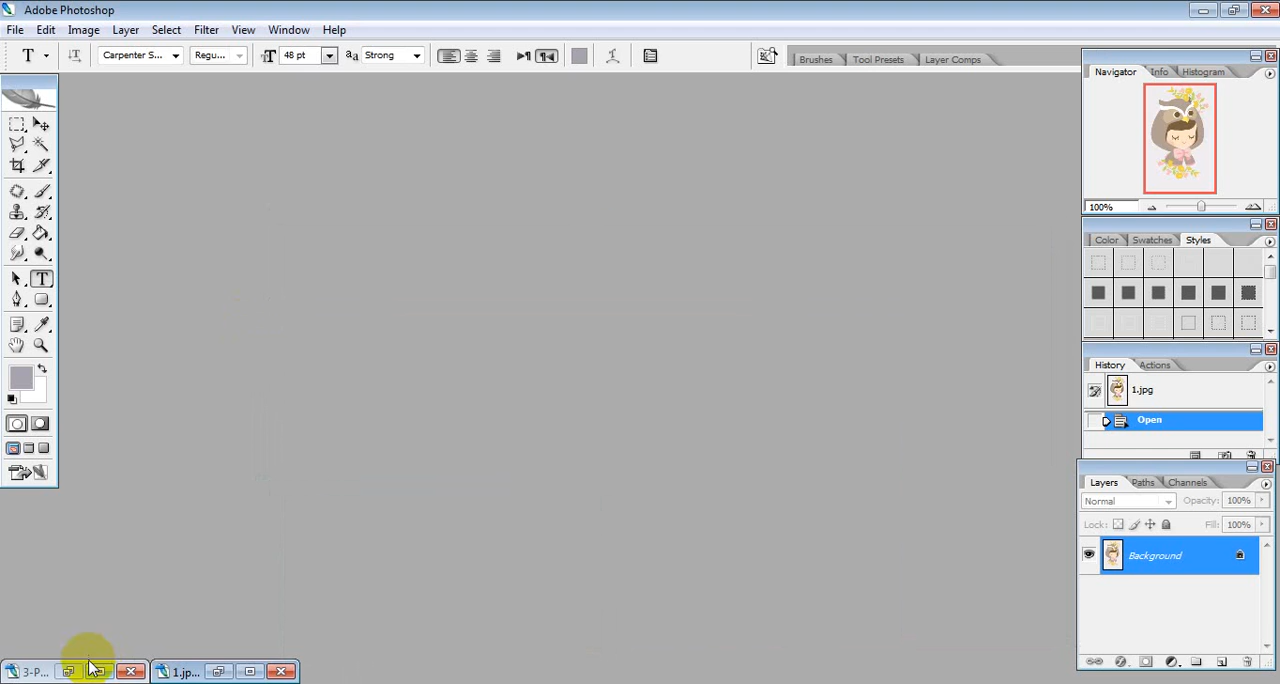 Adobe Photoshop
File Edit Image Layer Select Filter View Window Help
T T Carpenter S... Regu... T 48 pt aa Strong
Brushes Tool Presets Layer Comps
Navigator Info Histogram
100%
Color Swatches Styles
History Actions
1.jpg
Open
Layers Paths Channels
Normal Opacity: 100%
Lock: Fill: 100%
Background
3-P... 1.jp...